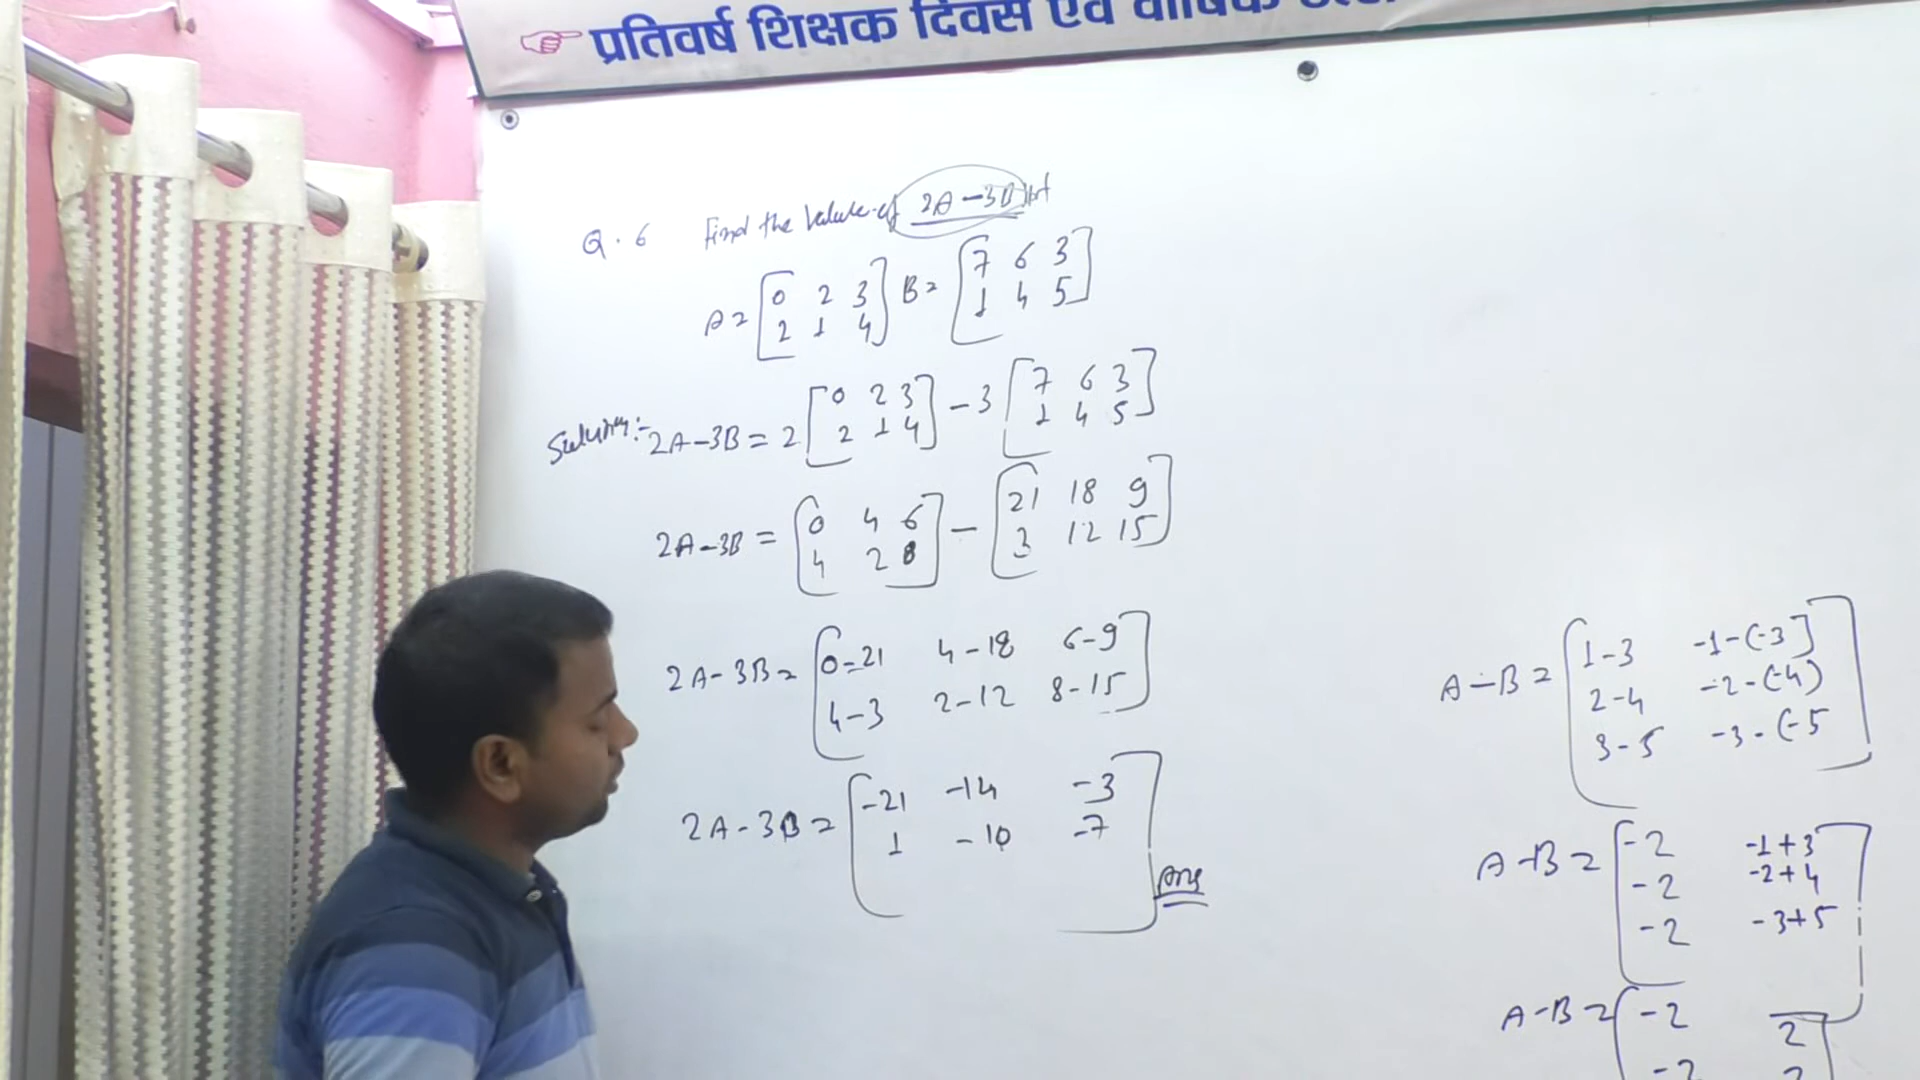 ☞ प्रतिवर्ष शिक्षक दिवस एवं वार्षिक
Q. 6 Find the Value of 2A-3B
A = [0 2 3] B = [7 6 3]
[2 1 4] [1 4 5]
2A-3B = 2 [0 2 3] - 3 [7 6 3]
[2 1 4] [1 4 5]
2A-3B = [0 4 6] - [21 18 9]
[4 2 8] [3 12 15]
2A-3B = [0-21 4-18 6-9]
[4-3 2-12 8-15]
2A-3B = [-21 -14 -3]
[1 -10 -7]
Ans
A-B = [1-3 -1-(-3)]
[2-4 -2-(-4)]
[3-5 -3-(-5]
A-B = [-2 -1+3]
[-2 -2+4]
[-2 -3+5]
A-B = [-2 2]
[-2 2]